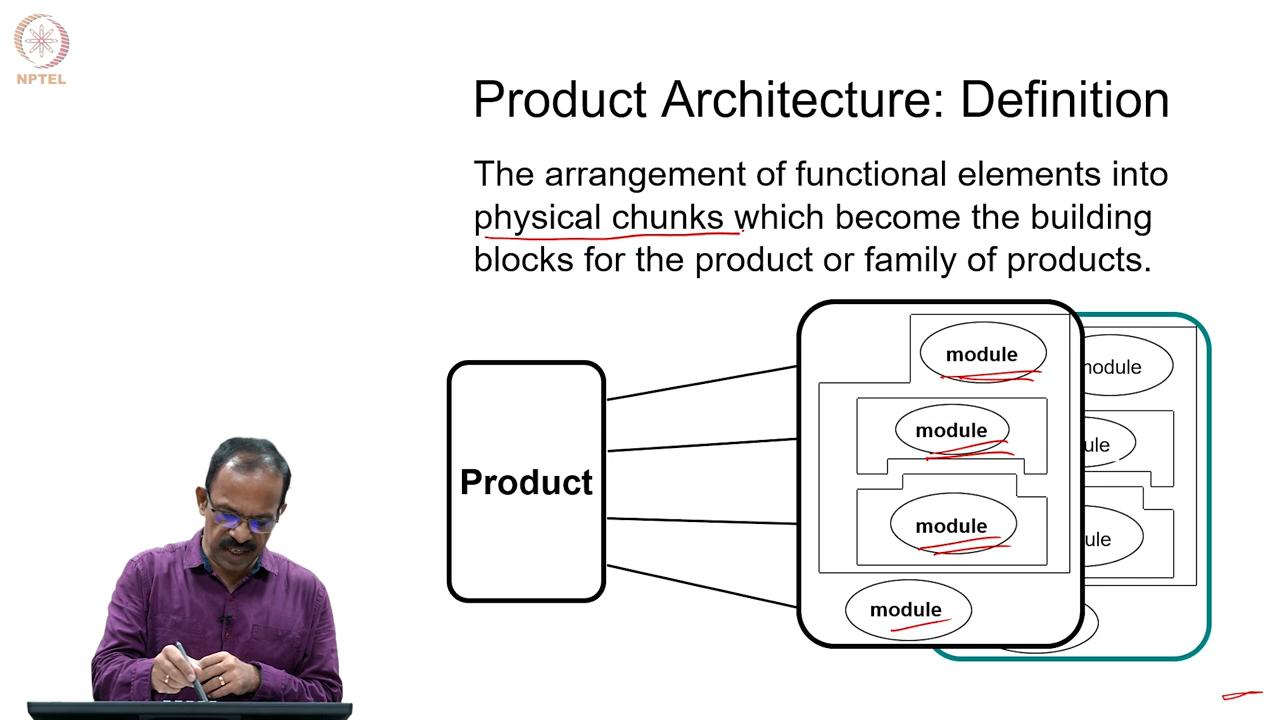 NPTEL
Product Architecture: Definition
The arrangement of functional elements into
physical chunks which become the building
blocks for the product or family of products.
Product
module
module
module
module
module
ule
ule